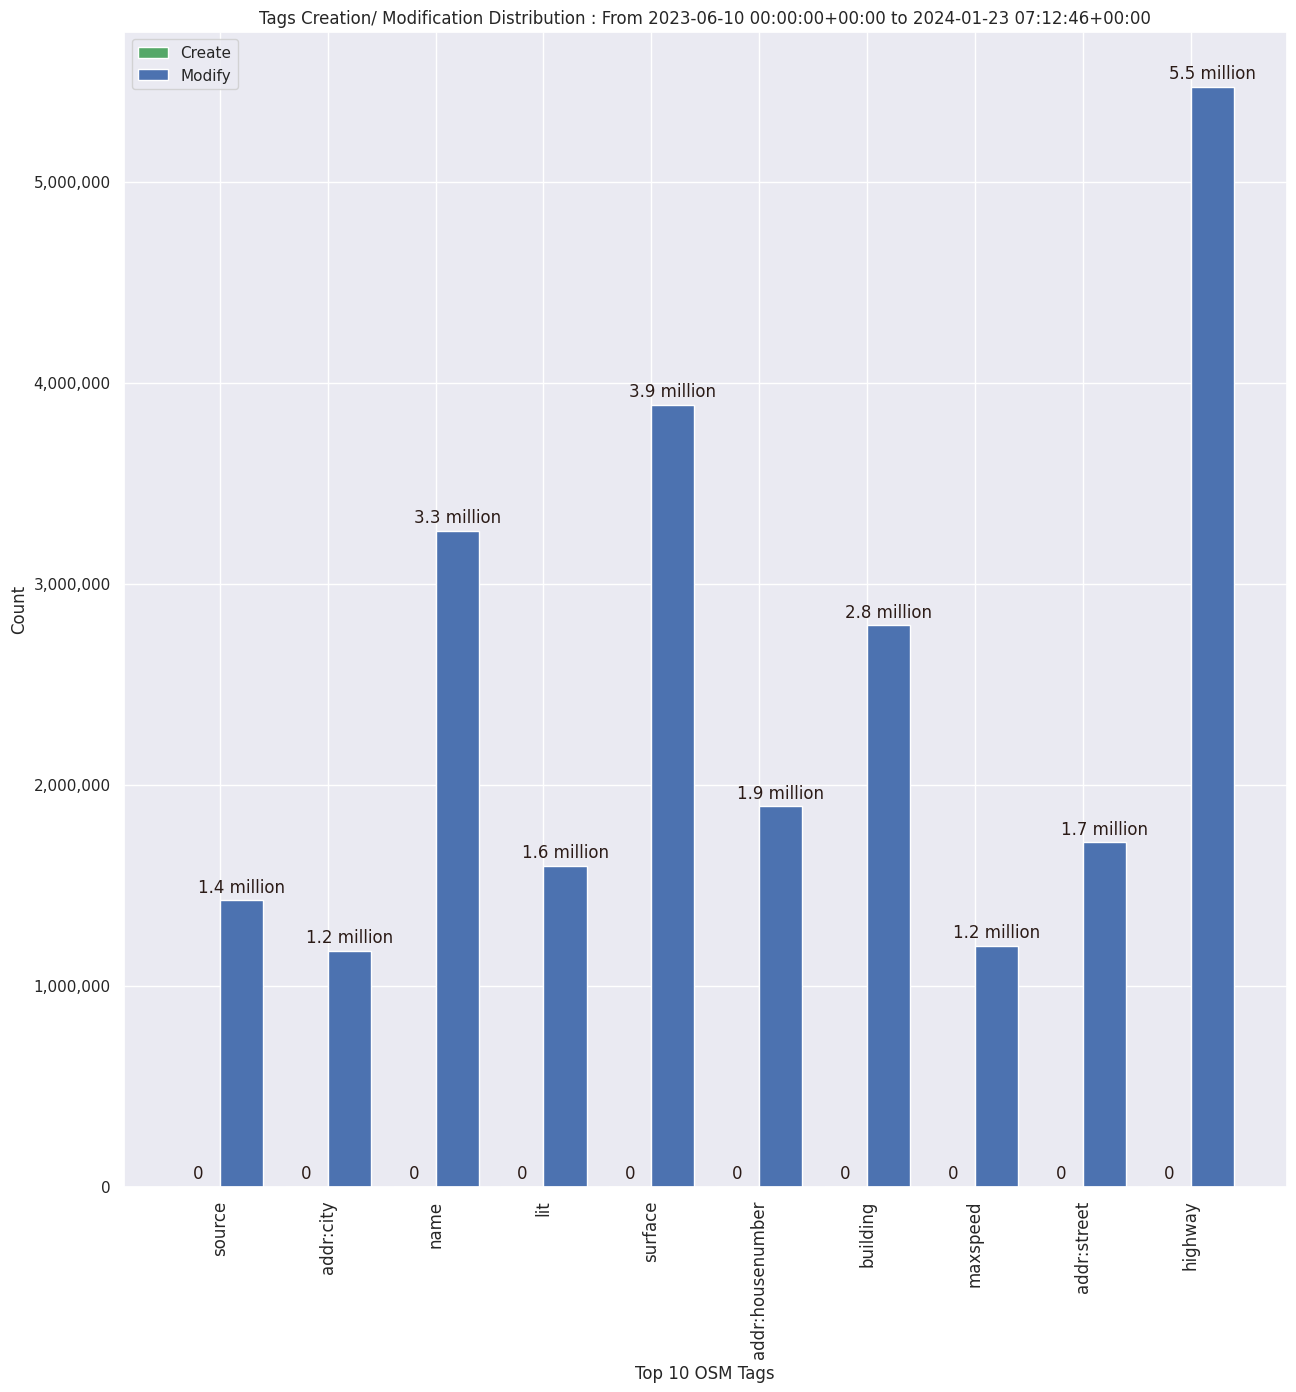 Tags Creation/ Modification Distribution : From 2023-06-10 00:00:00+00:00 to 2024-01-23 07:12:46+00:00
Create
Modify
5.5 million
5,000,000
4,000,000
3.9 million
3.3 million
3,000,000
2.8 million
Count
2,000,000
1.9 million
1.7 million
1.6 million
1.4 million
1.2 million
1.2 million
1,000,000
0
0 0 0 0 0 0 0 0 0 0
source
addr:city
name
lit
surface
addr:housenumber
building
maxspeed
addr:street
highway
Top 10 OSM Tags